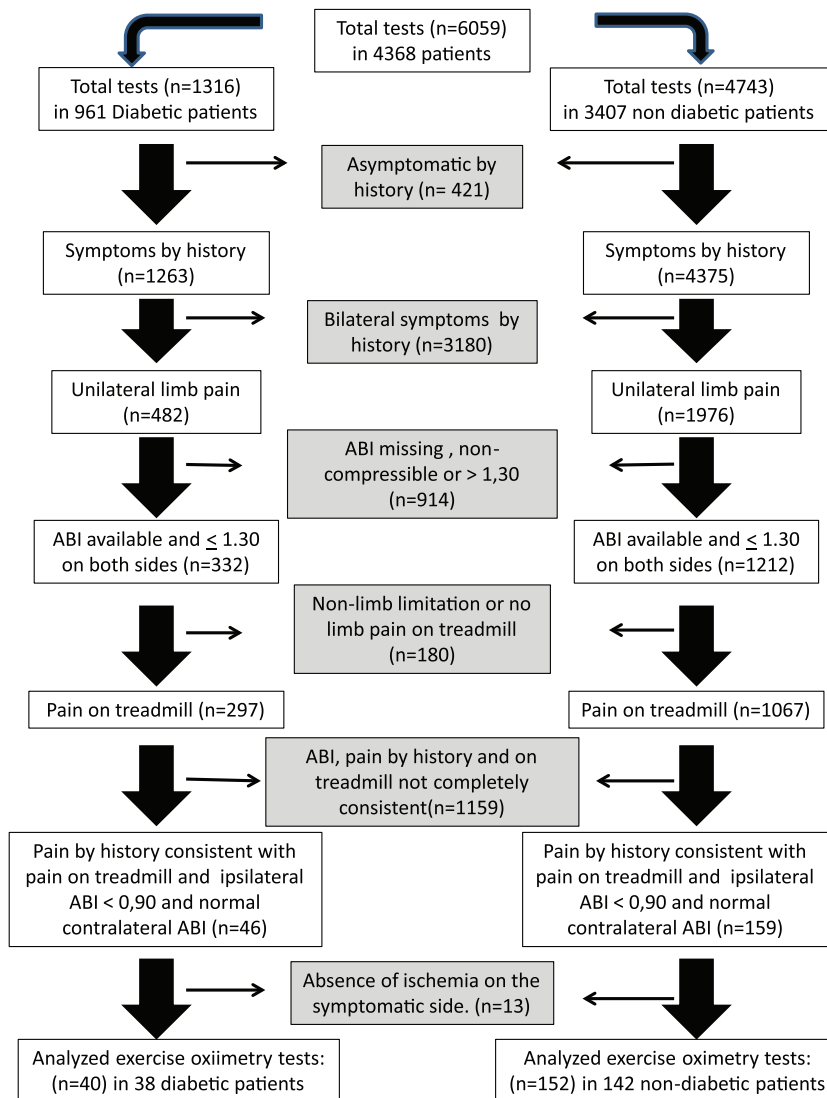 Total tests (n=6059)
in 4368 patients
Total tests (n=1316)
in 961 Diabetic patients
Total tests (n=4743)
in 3407 non diabetic patients
Asymptomatic by
history (n= 421)
Symptoms by history
(n=1263)
Symptoms by history
(n=4375)
Bilateral symptoms by
history (n=3180)
Unilateral limb pain
(n=482)
Unilateral limb pain
(n=1976)
ABI missing , non-
compressible or > 1,30
(n=914)
ABI available and < 1.30
on both sides (n=332)
ABI available and < 1.30
on both sides (n=1212)
Non-limb limitation or no
limb pain on treadmill
(n=180)
Pain on treadmill (n=297)
Pain on treadmill (n=1067)
ABI, pain by history and on
treadmill not completely
consistent(n=1159)
Pain by history consistent with
pain on treadmill and ipsilateral
ABI < 0,90 and normal
contralateral ABI (n=46)
Pain by history consistent with
pain on treadmill and ipsilateral
ABI < 0,90 and normal
contralateral ABI (n=159)
Absence of ischemia on the
symptomatic side. (n=13)
Analyzed exercise oxiimetry tests:
(n=40) in 38 diabetic patients
Analyzed exercise oximetry tests:
(n=152) in 142 non-diabetic patients